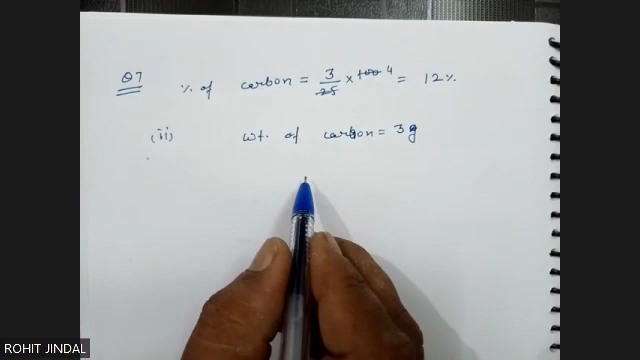 Q7 % of carbon = 3/25 × 100 4 = 12%
(ii) wt. of carbon = 3g
ROHIT JINDAL